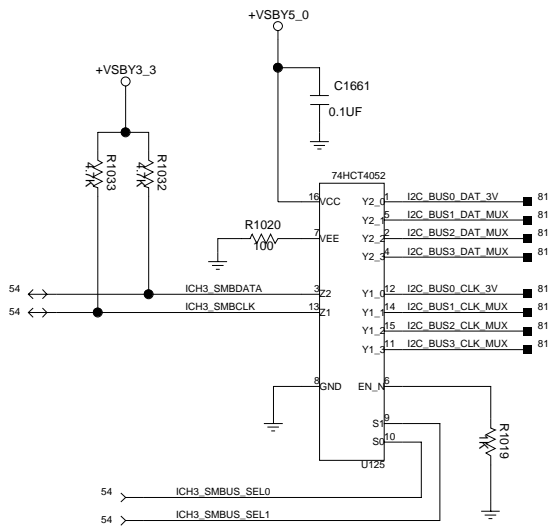 +VSBY5_0
+VSBY3_3
C1661
0.1UF
R1033
4.7K
R1032
4.7K
74HCT4052
16 VCC Y2_0 1 I2C_BUS0_DAT_3V 81
Y2_1 5 I2C_BUS1_DAT_MUX 81
R1020
100
7 VEE Y2_2 2 I2C_BUS2_DAT_MUX 81
Y2_3 4 I2C_BUS3_DAT_MUX 81
54 ICH3_SMBDATA 3 Z2 Y1_0 12 I2C_BUS0_CLK_3V 81
54 ICH3_SMBCLK 13 Z1 Y1_1 14 I2C_BUS1_CLK_MUX 81
Y1_2 15 I2C_BUS2_CLK_MUX 81
Y1_3 11 I2C_BUS3_CLK_MUX 81
8 GND EN_N 6
S1 9
S0 10
R1019
1K
U125
54 ICH3_SMBUS_SEL0
54 ICH3_SMBUS_SEL1